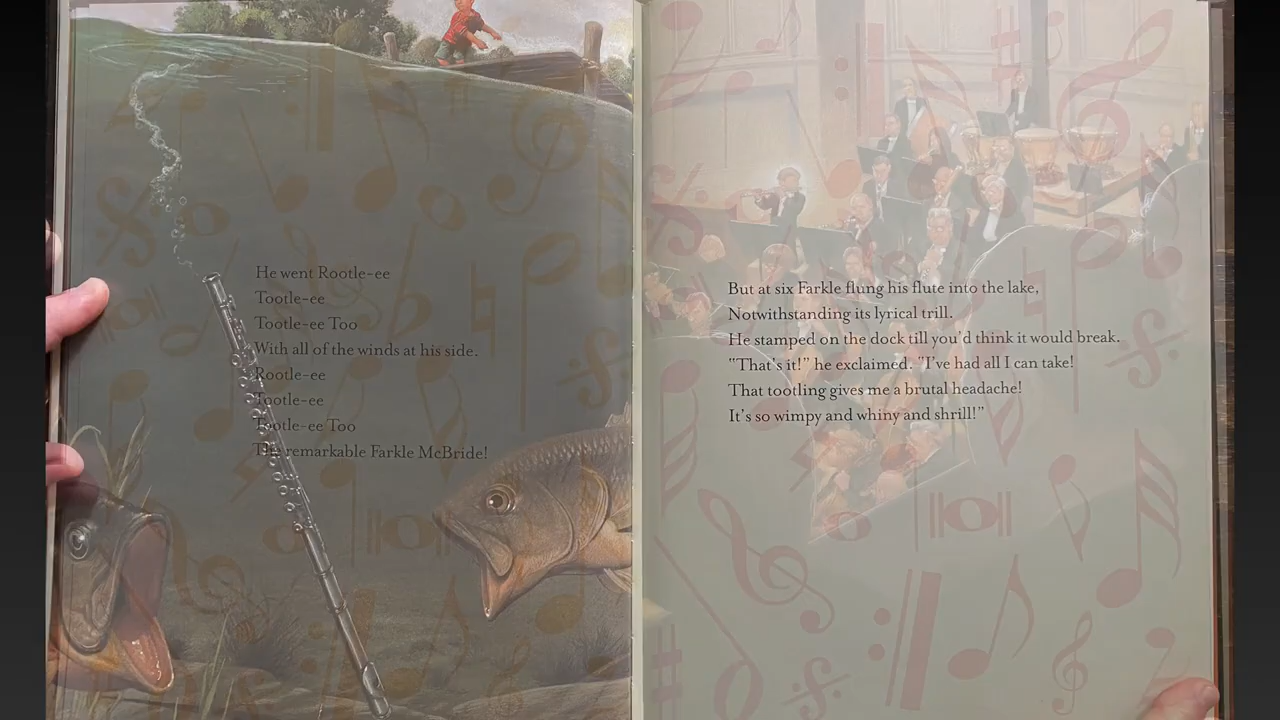 He went Rootle-ee
Tootle-ee
Tootle-ee Too
With all of the winds at his side.
Rootle-ee
Tootle-ee
Tootle-ee Too
The remarkable Farkle McBride!
But at six Farkle flung his flute into the lake,
Notwithstanding its lyrical trill.
He stamped on the dock till you'd think it would break.
"That's it!" he exclaimed. "I've had all I can take!
That tootling gives me a brutal headache!
It's so wimpy and whiny and shrill!"